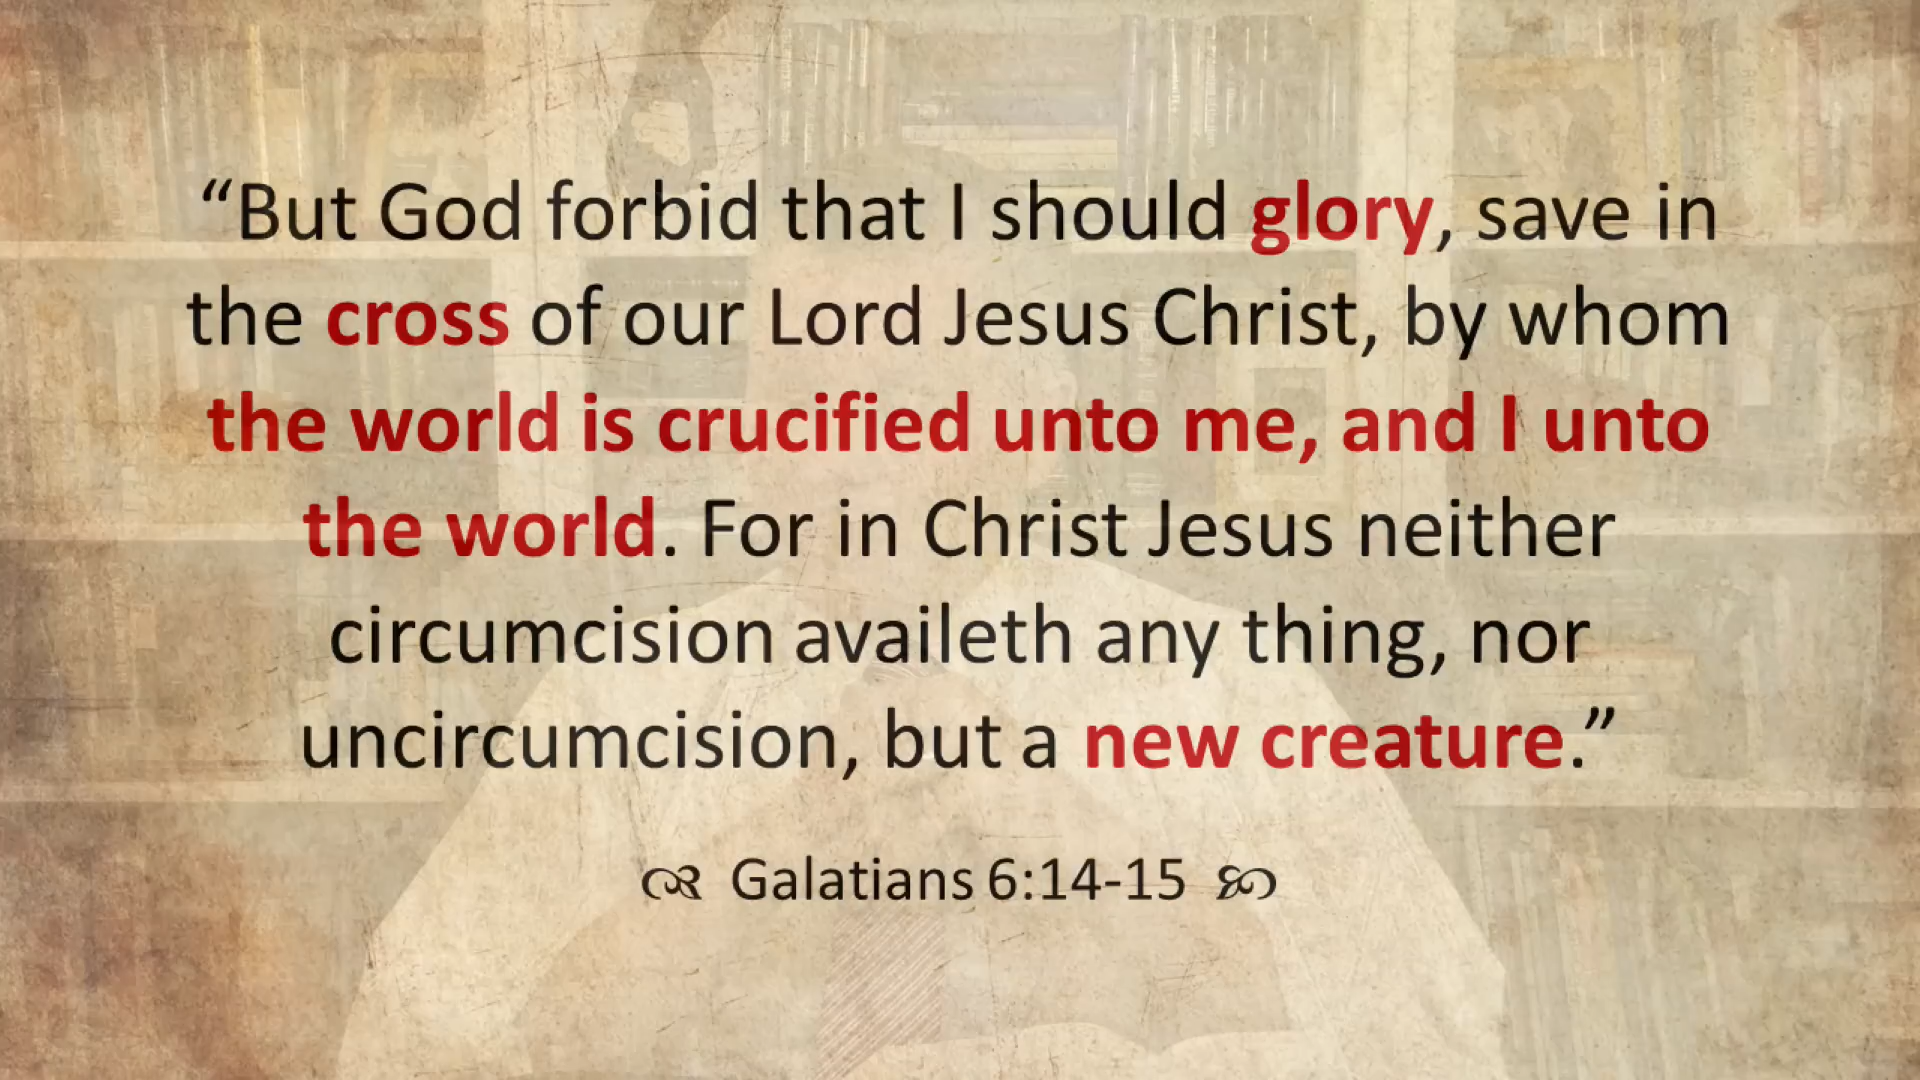 “But God forbid that I should glory, save in
the cross of our Lord Jesus Christ, by whom
the world is crucified unto me, and I unto
the world. For in Christ Jesus neither
circumcision availeth any thing, nor
uncircumcision, but a new creature.”
Galatians 6:14-15